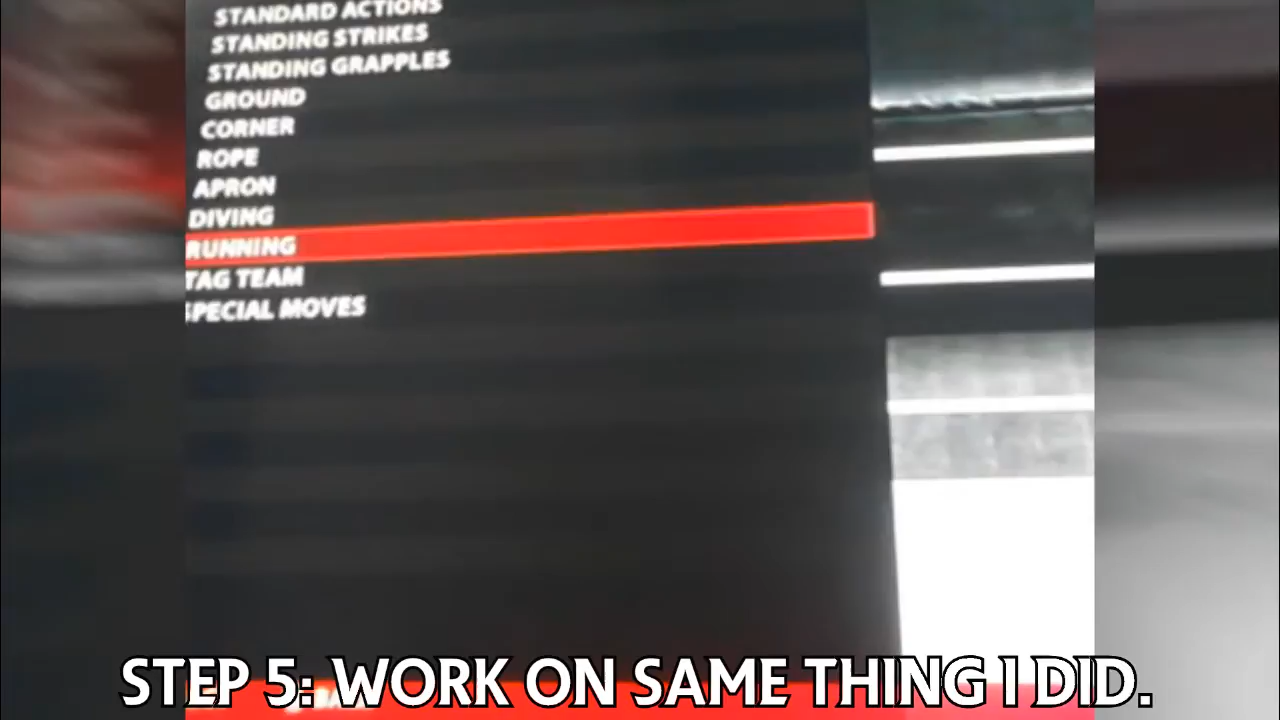 STANDARD ACTIONS
STANDING STRIKES
STANDING GRAPPLES
GROUND
CORNER
ROPE
APRON
DIVING
RUNNING
TAG TEAM
SPECIAL MOVES
STEP 5: WORK ON SAME THING I DID.